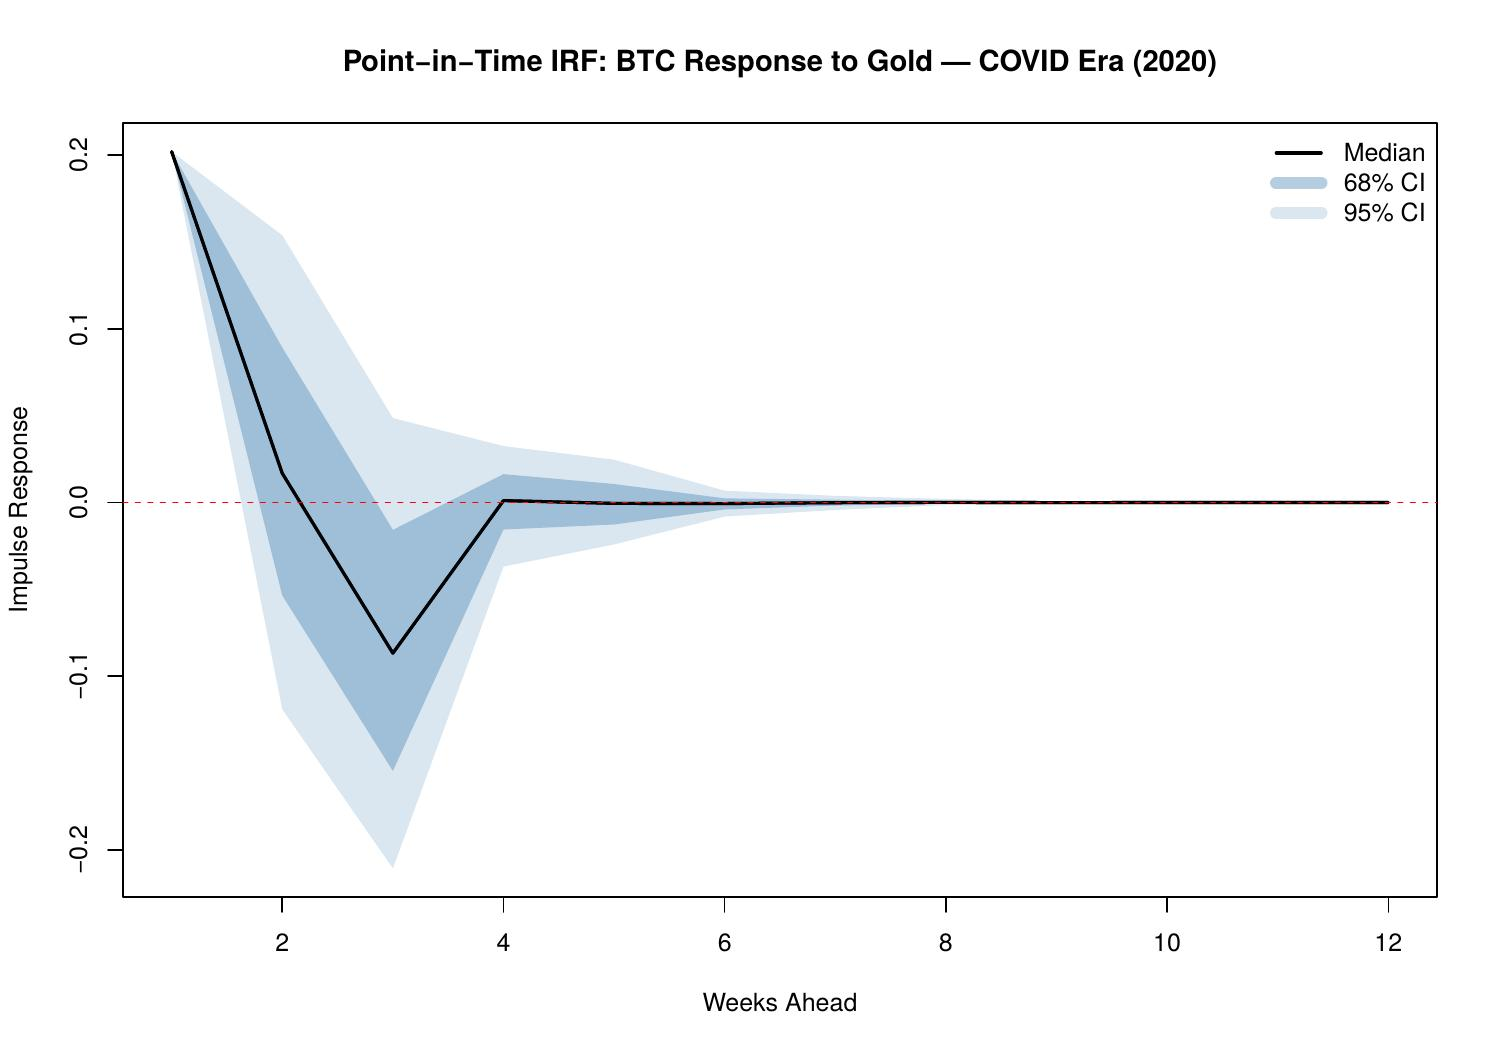 Point−in−Time IRF: BTC Response to Gold — COVID Era (2020)
Median
68% CI
95% CI
Impulse Response
0.2
0.1
0.0
−0.1
−0.2
2 4 6 8 10 12
Weeks Ahead